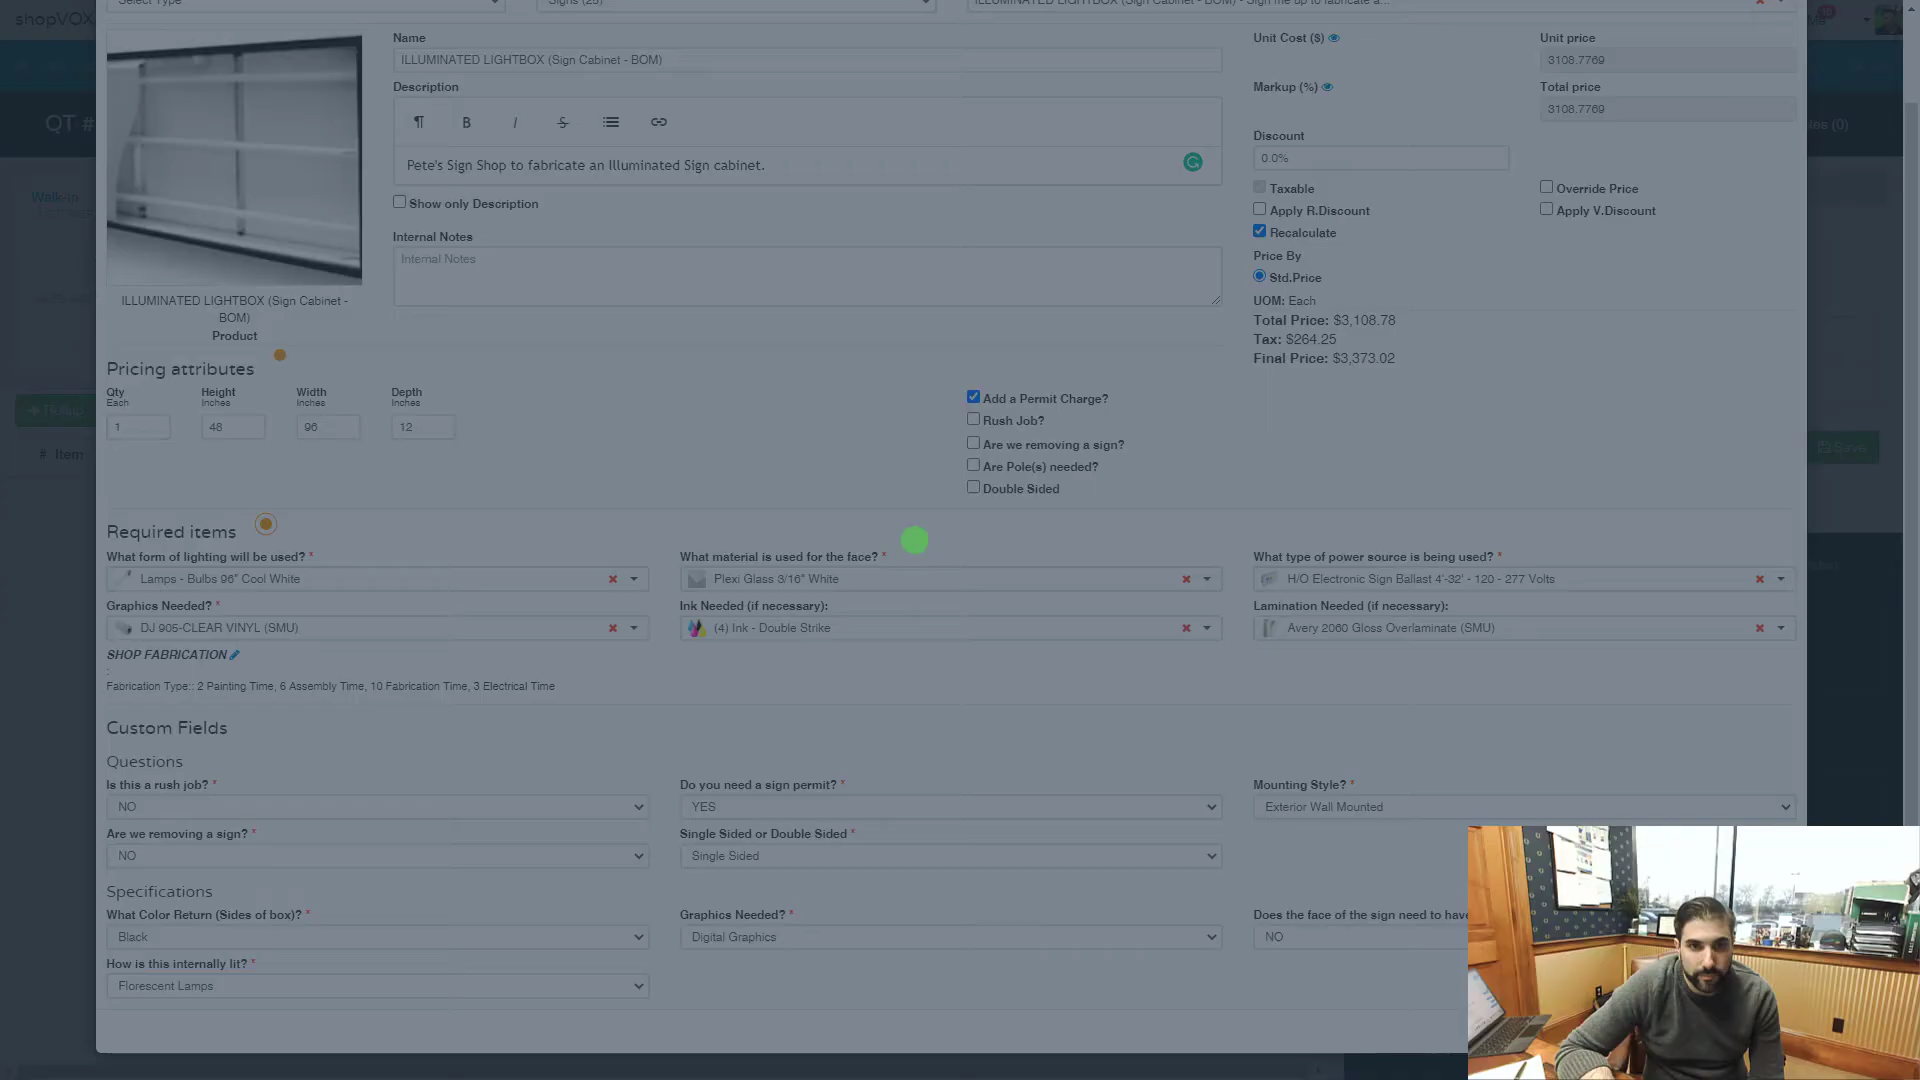 shopVOX
Select Type
Signs (25)
ILLUMINATED LIGHTBOX (Sign Cabinet - BOM) - Sign me up to fabricate a...
QT #
Name
ILLUMINATED LIGHTBOX (Sign Cabinet - BOM)
Description
Pete's Sign Shop to fabricate an Illuminated Sign cabinet.
Show only Description
Internal Notes
Internal Notes
ILLUMINATED LIGHTBOX (Sign Cabinet -
BOM)
Product
Unit Cost ($)
Unit price
3108.7769
Markup (%)
Total price
3108.7769
Discount
0.0%
Taxable
Override Price
Apply R.Discount
Apply V.Discount
Recalculate
Price By
Std.Price
UOM: Each
Total Price: $3,108.78
Tax: $264.25
Final Price: $3,373.02
Walk-in
Pricing attributes
Qty
Each
1
Height
Inches
48
Width
Inches
96
Depth
Inches
12
Add a Permit Charge?
Rush Job?
Are we removing a sign?
Are Pole(s) needed?
Double Sided
# Item
Save
Required items
What form of lighting will be used? *
Lamps - Bulbs 96" Cool White
What material is used for the face? *
Plexi Glass 3/16" White
What type of power source is being used? *
H/O Electronic Sign Ballast 4'-32' - 120 - 277 Volts
Graphics Needed? *
DJ 905-CLEAR VINYL (SMU)
Ink Needed (if necessary):
(4) Ink - Double Strike
Lamination Needed (if necessary):
Avery 2060 Gloss Overlaminate (SMU)
SHOP FABRICATION
:
Fabrication Type:: 2 Painting Time, 6 Assembly Time, 10 Fabrication Time, 3 Electrical Time
Custom Fields
Questions
Is this a rush job? *
NO
Do you need a sign permit? *
YES
Mounting Style? *
Exterior Wall Mounted
Are we removing a sign? *
NO
Single Sided or Double Sided *
Single Sided
Specifications
What Color Return (Sides of box)? *
Black
Graphics Needed? *
Digital Graphics
Does the face of the sign need to have
NO
How is this internally lit? *
Florescent Lamps